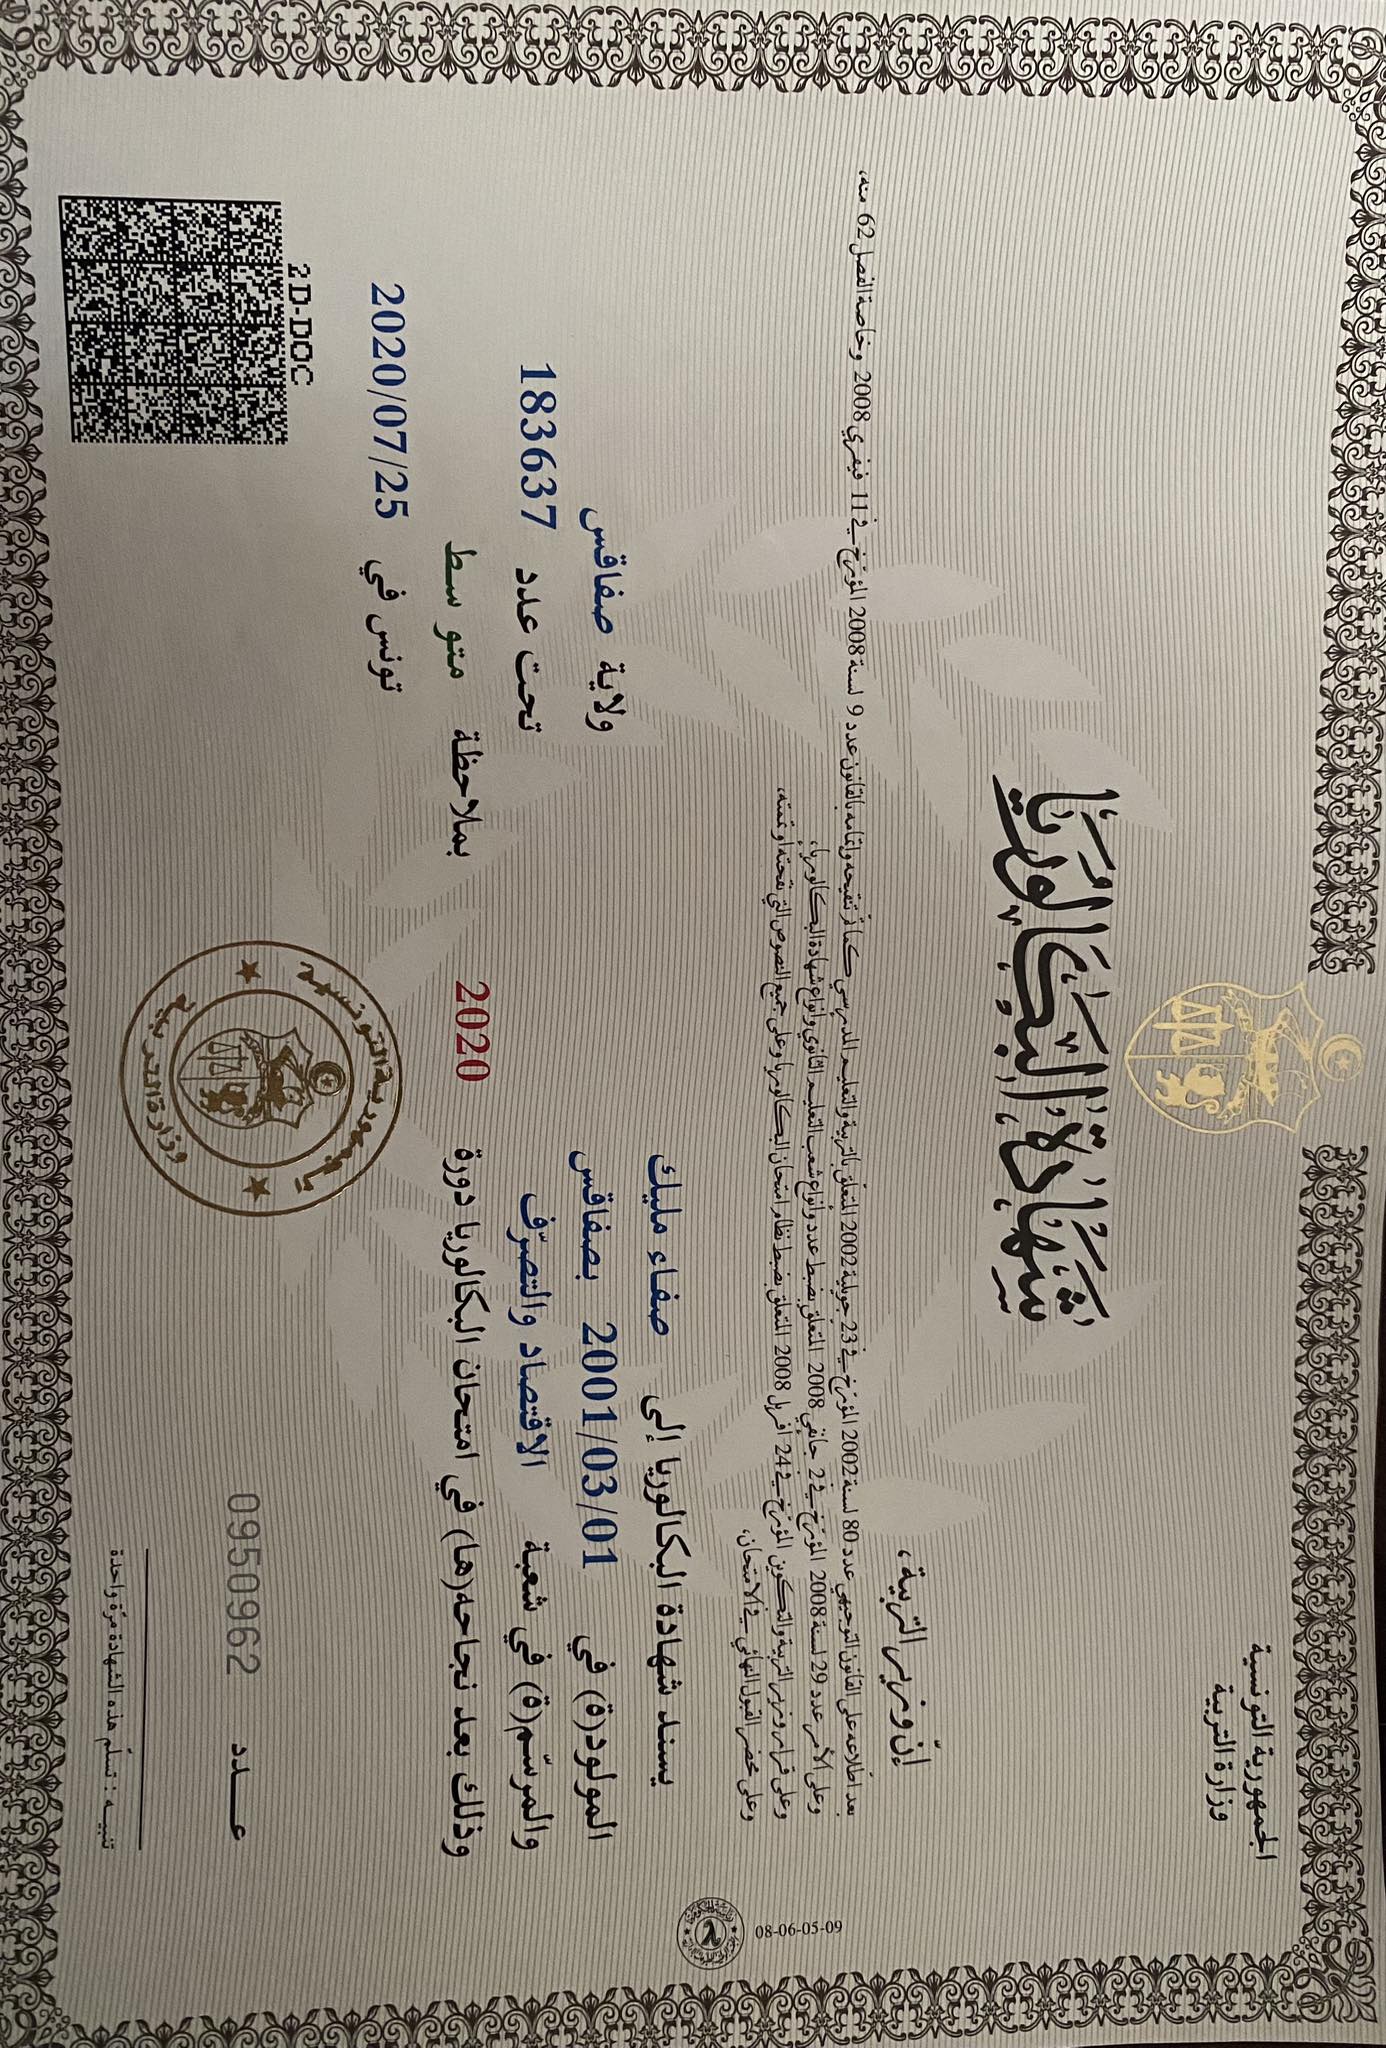 الجمهورية التونسية
وزارة التربية
شَهَادَة البَكَالُورِيَا
إنّ وزير التربية،
بعد اطّلاعه على القانون التوجيهي عدد 80 لسنة 2002 المؤرّخ في 23 جويلية 2002 المتعلّق بالتربية والتعليم المدرسي كما تمّ تنقيحه وإتمامه بالقانون عدد 9 لسنة 2008 المؤرّخ في 11 فيفري 2008 وخاصة الفصل 62 منه،
وعلى الأمر عدد 29 لسنة 2008 المؤرّخ في 2 جانفي 2008 المتعلّق بضبط عدد وأنواع شعب التعليم الثانوي وأنواع شهادة البكالوريا،
وعلى قرار وزير التربية والتكوين المؤرّخ في 24 أفريل 2008 المتعلّق بضبط نظام امتحان البكالوريا وعلى جميع النصوص التي نقحته أو تممته،
وعلى محضر القبول النهائي في الامتحان،
08-06-05-09
يسند شهادة البكالوريا إلى صفاء مليك
المولود(ة) في 2001/03/01 بصفاقس ولاية صفاقس
والمرسّم(ة) في شعبة الاقتصاد والتصرّف تحت عدد 183637
وذلك بعد نجاحه(ها) في امتحان البكالوريا دورة 2020 بملاحظة متوسط
تونس في 2020/07/25
2D-DOC
الجمهورية التونسية
وزارة التربية
عدد 0950962
تنبيه : تسلّم هذه الشهادة مرّة واحدة